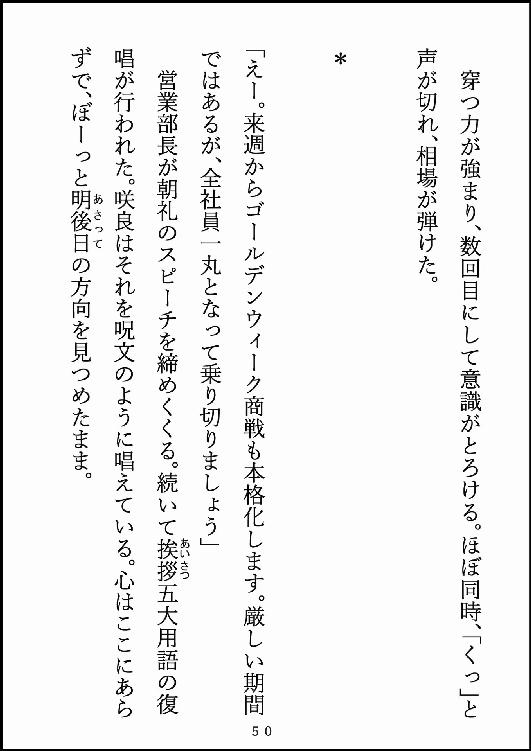 穿つ力が強まり、数回目にして意識がとろける。ほぼ同時、「くっ」と
声が切れ、相場が弾けた。
*
「えー。来週からゴールデンウィーク商戦も本格化します。厳しい期間
ではあるが、全社員一丸となって乗り切りましょう」
営業部長が朝礼のスピーチを締めくくる。続いて挨拶五大用語の復
唱が行われた。咲良はそれを呪文のように唱えている。心はここにあら
ずで、ぼーっと明後日の方向を見つめたまま。
あいさつ
あさって
50